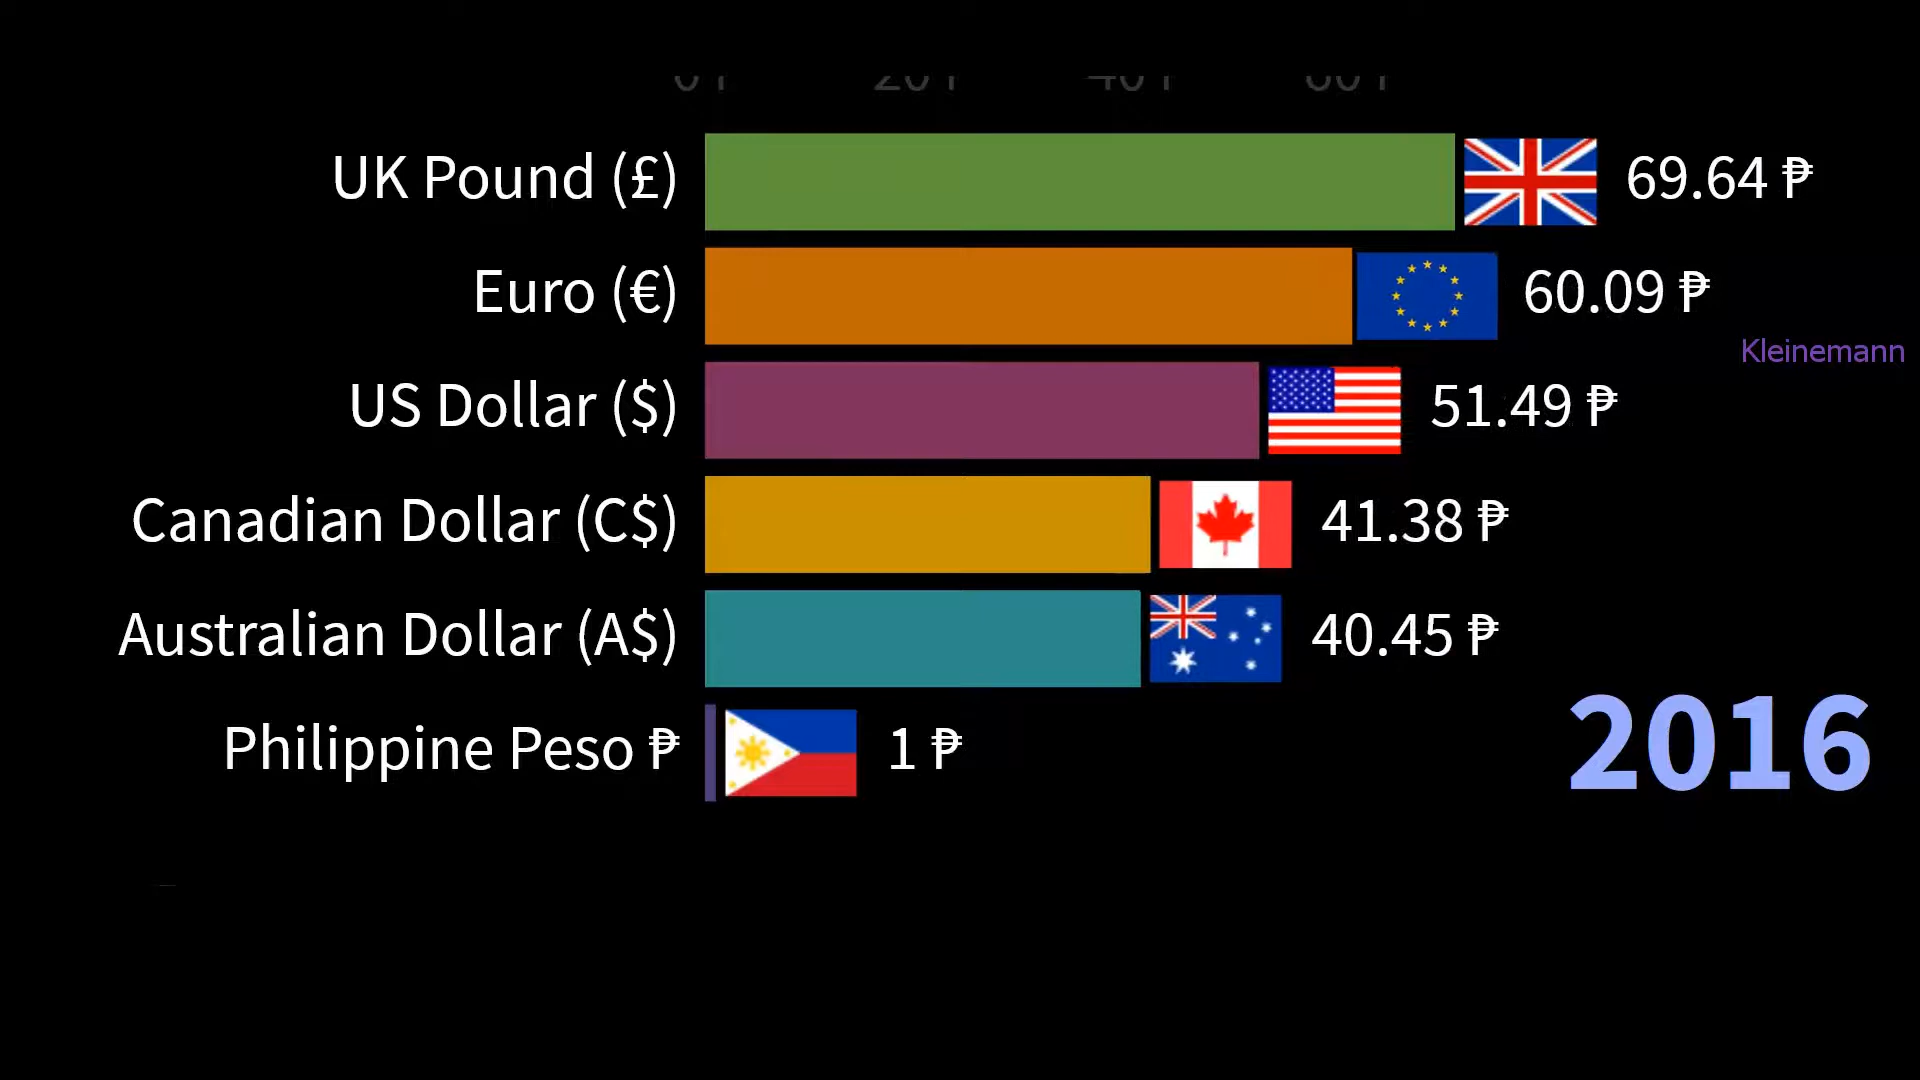 UK Pound (£) 69.64 ₱
Euro (€) 60.09 ₱
Kleinemann
US Dollar ($) 51.49 ₱
Canadian Dollar (C$) 41.38 ₱
Australian Dollar (A$) 40.45 ₱
Philippine Peso ₱ 1 ₱
2016